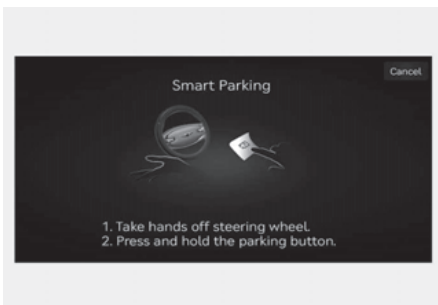 Cancel
Smart Parking
1. Take hands off steering wheel.
2. Press and hold the parking button.